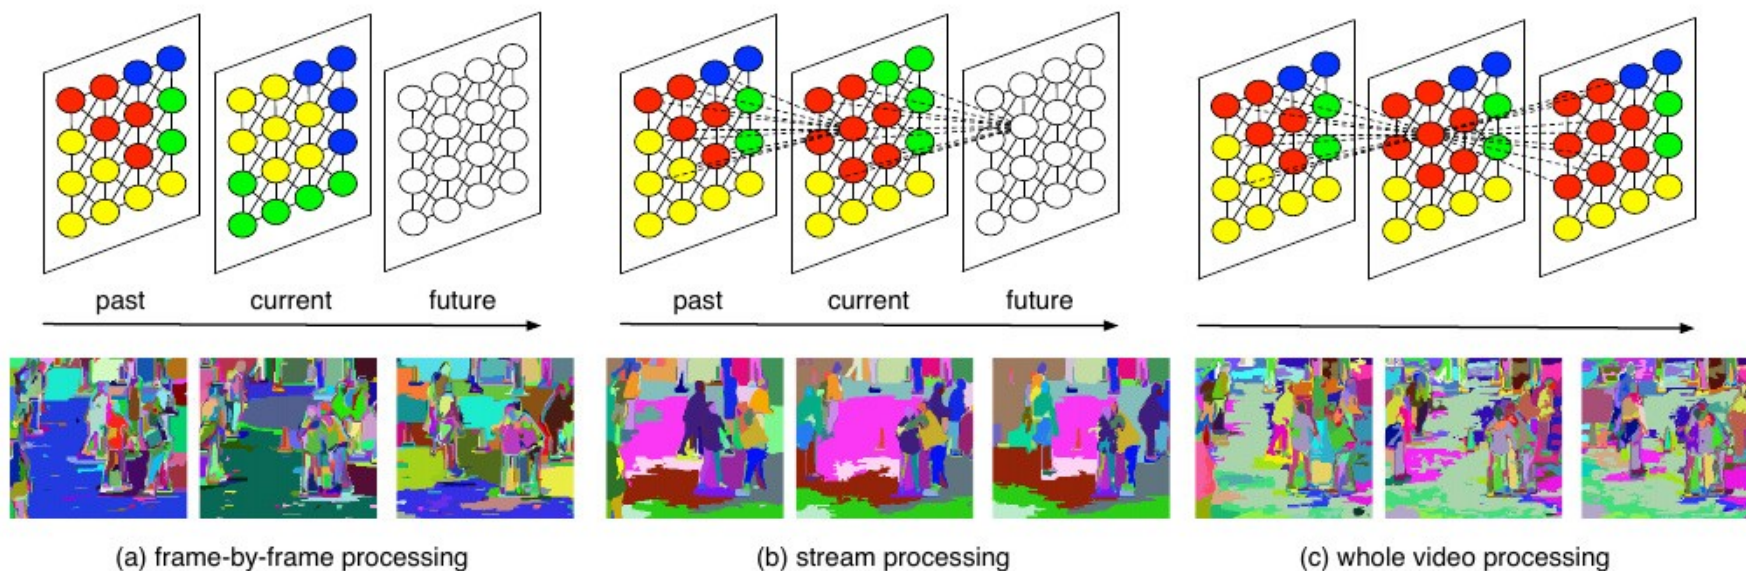 past current future
past current future
(a) frame-by-frame processing
(b) stream processing
(c) whole video processing